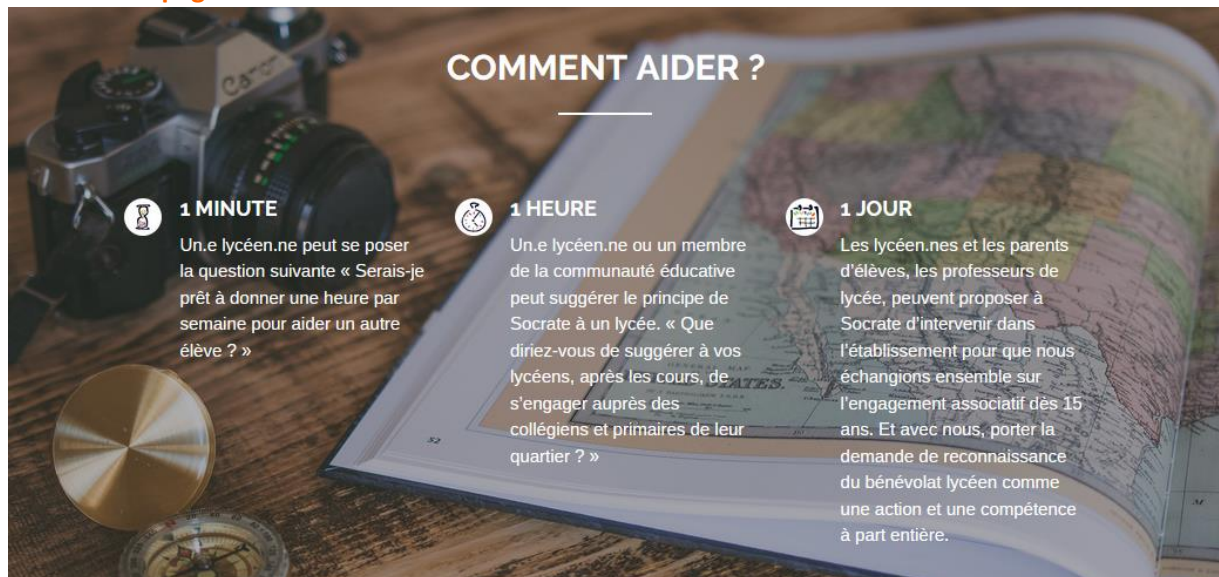 COMMENT AIDER ?
1 MINUTE
Un.e lycéen.ne peut se poser
la question suivante « Serais-je
prêt à donner une heure par
semaine pour aider un autre
élève ? »
1 HEURE
Un.e lycéen.ne ou un membre
de la communauté éducative
peut suggérer le principe de
Socrate à un lycée. « Que
diriez-vous de suggérer à vos
lycéens, après les cours, de
s’engager auprès des
collégiens et primaires de leur
quartier ? »
1 JOUR
Les lycéen.nes et les parents
d’élèves, les professeurs de
lycée, peuvent proposer à
Socrate d’intervenir dans
l’établissement pour que nous
échangions ensemble sur
l’engagement associatif dès 15
ans. Et avec nous, porter la
demande de reconnaissance
du bénévolat lycéen comme
une action et une compétence
à part entière.
Canon
GENERAL MAP
STATES.
52